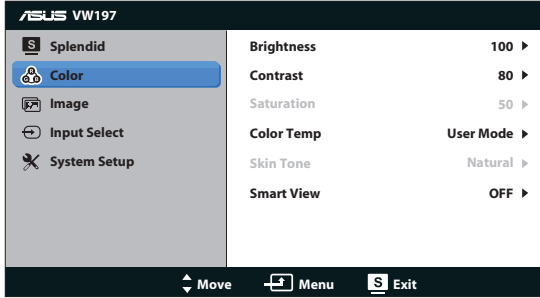 ASUS VW197
S Splendid
Color
Image
Input Select
System Setup
Brightness 100
Contrast 80
Saturation 50
Color Temp User Mode
Skin Tone Natural
Smart View OFF
Move Menu S Exit